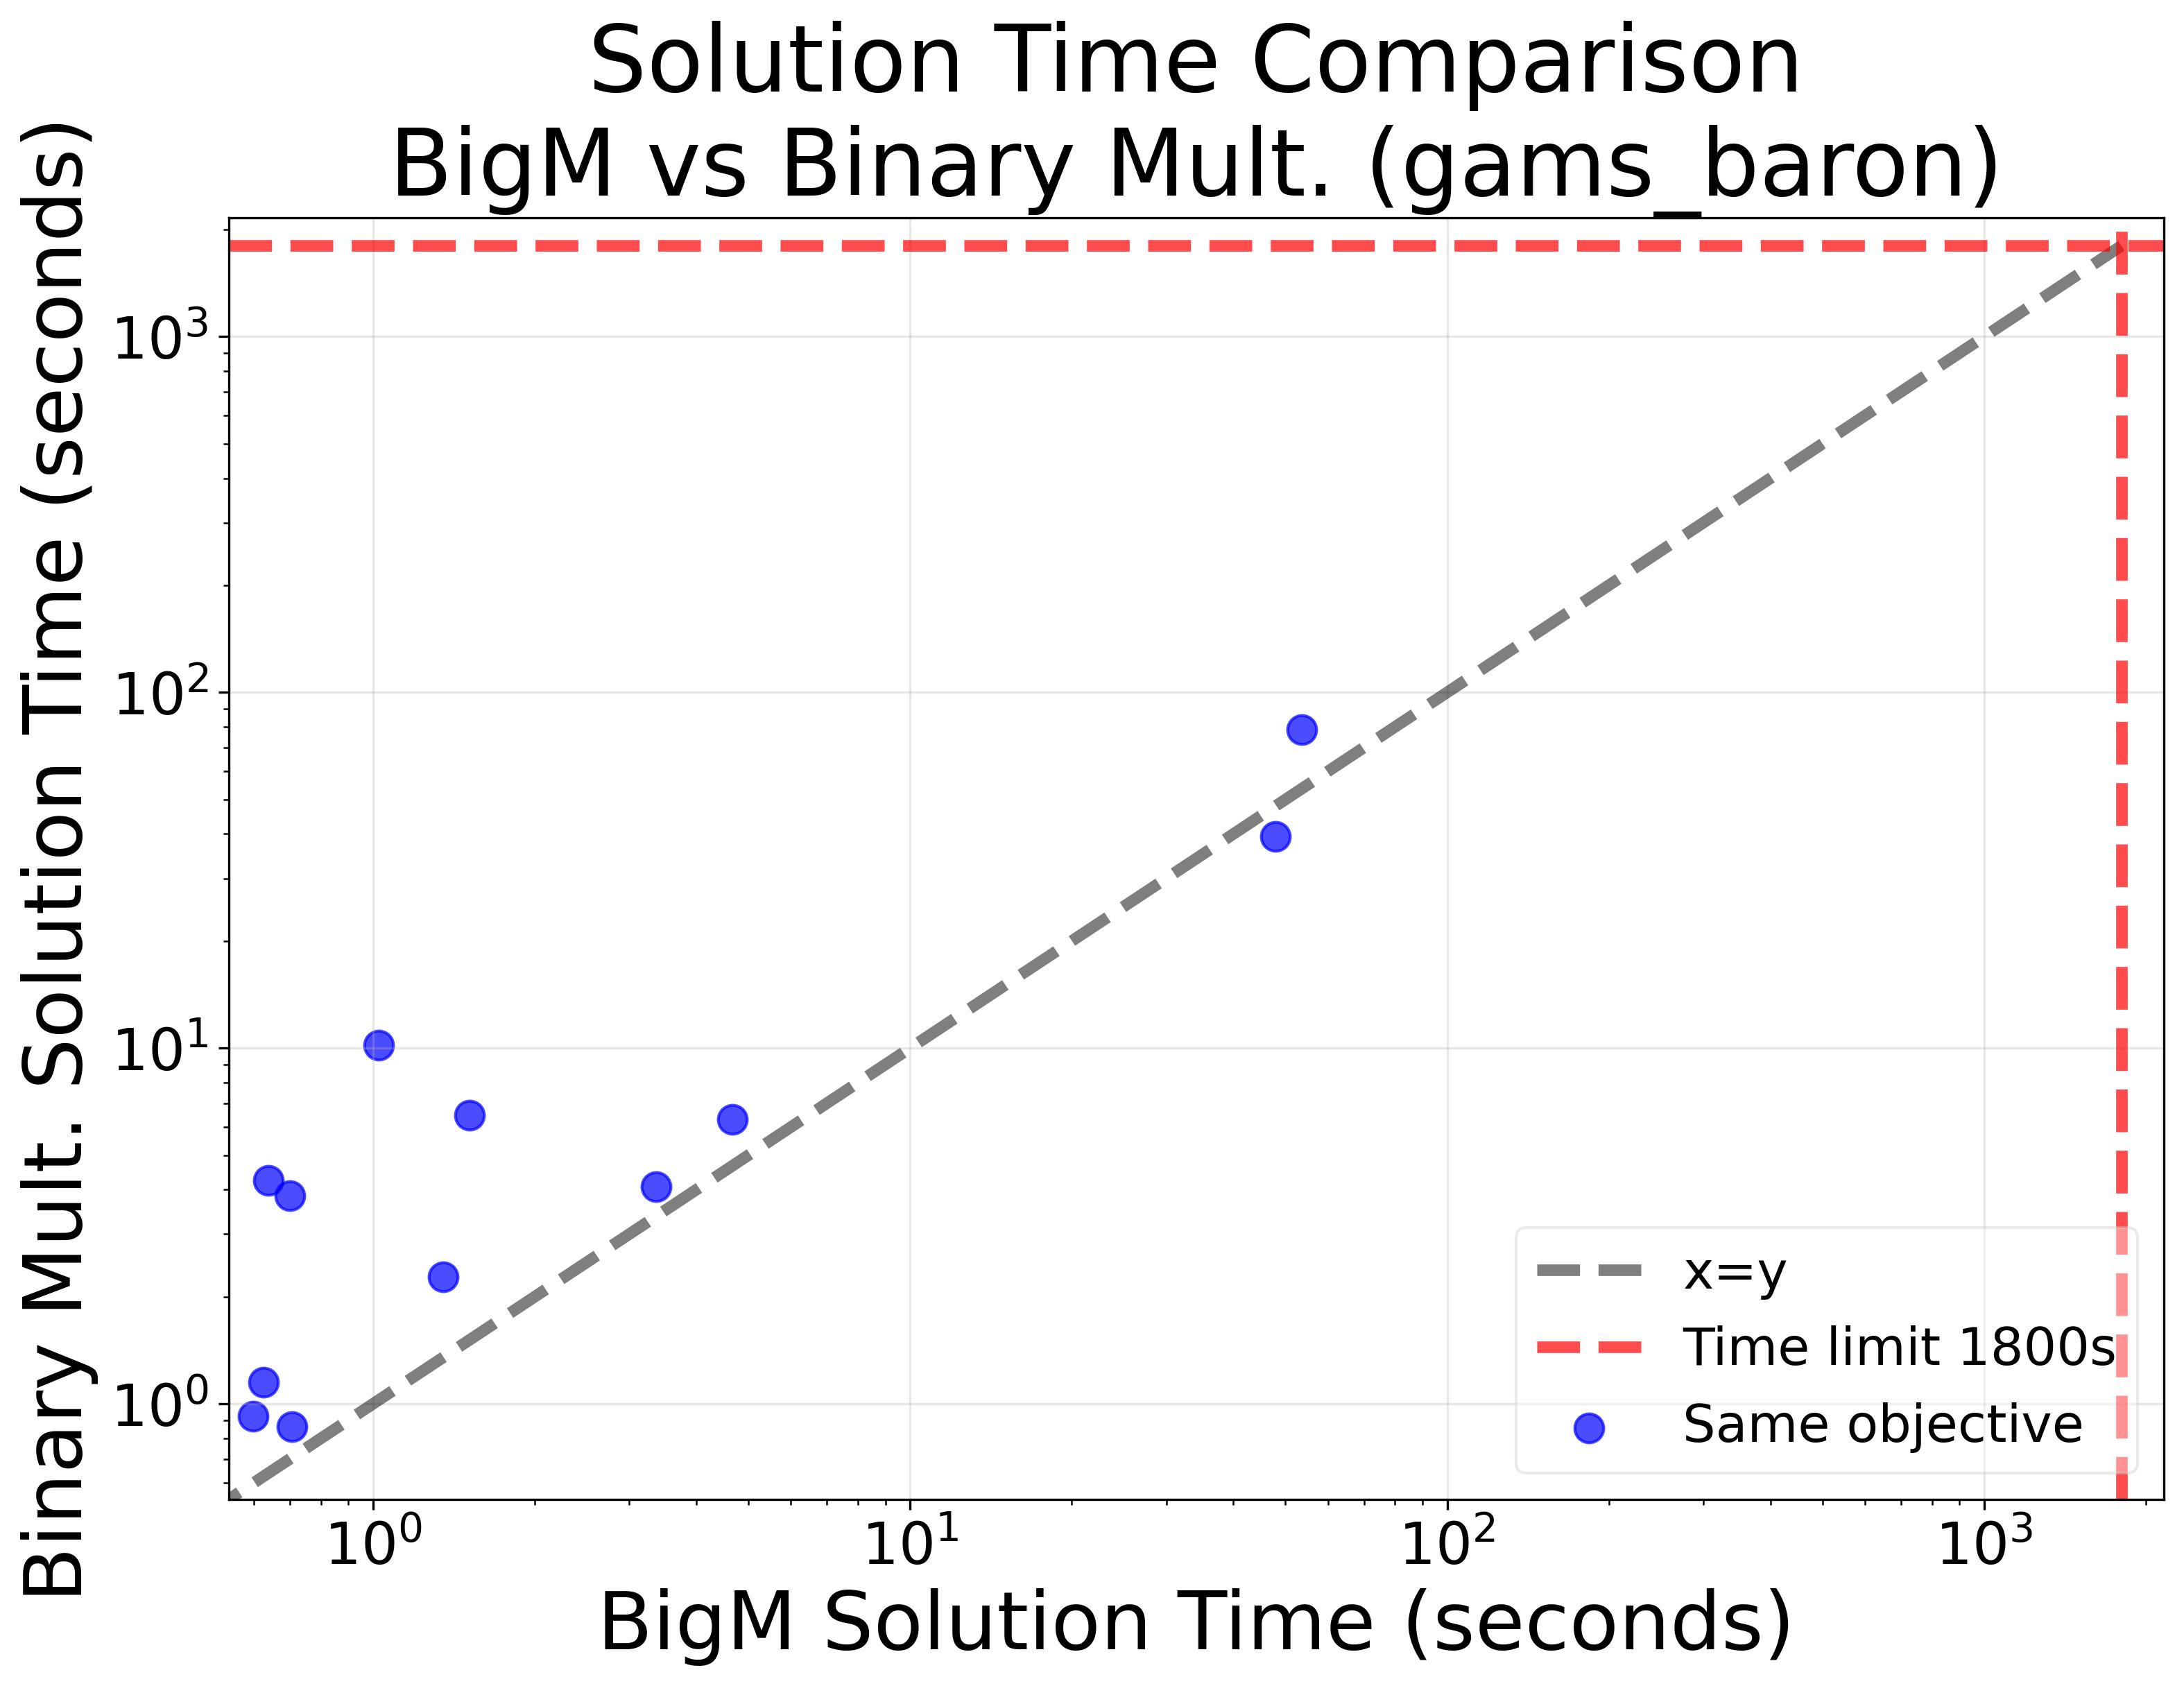 Solution Time Comparison
BigM vs Binary Mult. (gams_baron)
Binary Mult. Solution Time (seconds)
10³
10²
10¹
10⁰
x=y
Time limit 1800s
Same objective
10⁰ 10¹ 10² 10³
BigM Solution Time (seconds)